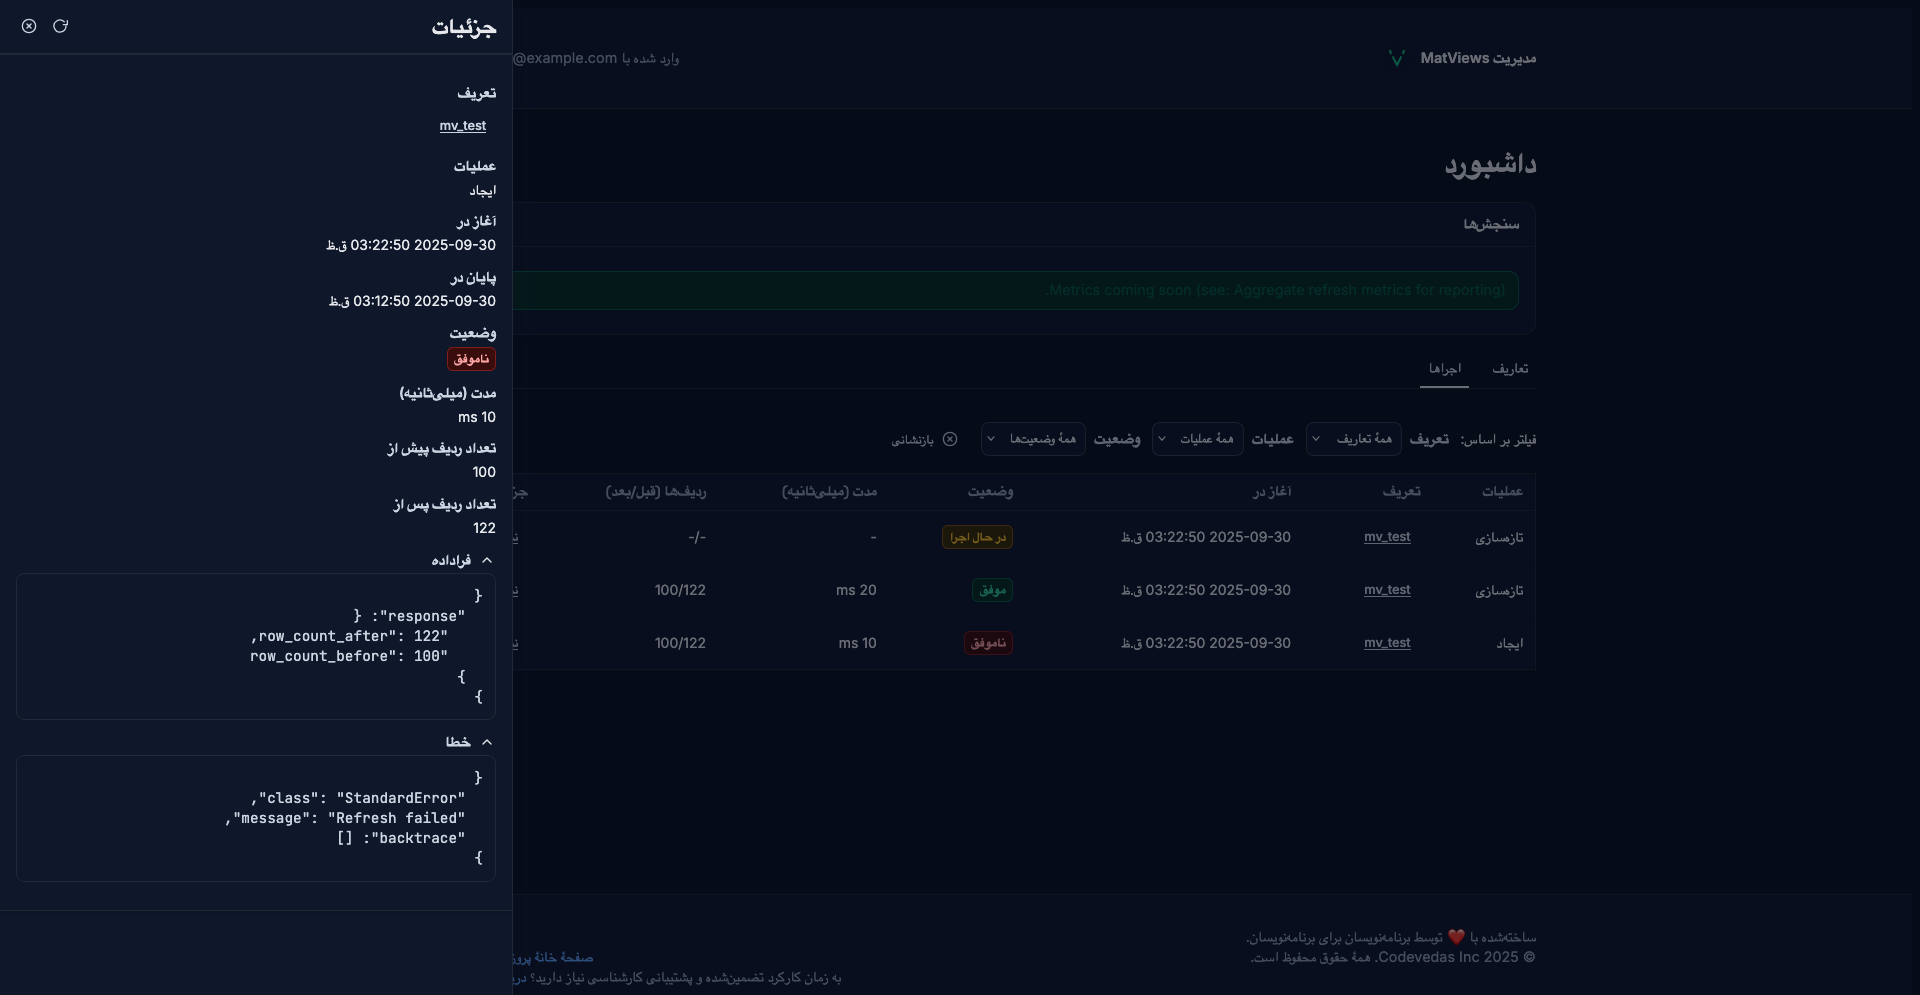 جزئیات
تعریف
mv_test
عملیات
ایجاد
آغاز در
2025-09-30 03:22:50 ق.ظ
پایان در
2025-09-30 03:12:50 ق.ظ
وضعیت
ناموفق
مدت (میلی‌ثانیه)
10 ms
تعداد ردیف پیش از
100
تعداد ردیف پس از
122
فراداده
{
"response": {
"row_count_after": 122,
"row_count_before": 100
}
}
خطا
{
"class": "StandardError",
"message": "Refresh failed",
"backtrace": []
}
مدیریت MatViews
وارد شده با @example.com
داشبورد
سنجش‌ها
Metrics coming soon (see: Aggregate refresh metrics for reporting).
تعاریف
اجراها
فیلتر بر اساس: تعریف همهٔ تعاریف عملیات همهٔ عملیات وضعیت همهٔ وضعیت‌ها بازنشانی
عملیات تعریف آغاز در وضعیت مدت (میلی‌ثانیه) ردیف‌ها (قبل/بعد)
تازه‌سازی mv_test 2025-09-30 03:22:50 ق.ظ در حال اجرا - -/-
تازه‌سازی mv_test 2025-09-30 03:22:50 ق.ظ موفق 20 ms 100/122
ایجاد mv_test 2025-09-30 03:22:50 ق.ظ ناموفق 10 ms 100/122
ساخته‌شده با ❤️ توسط برنامه‌نویسان برای برنامه‌نویسان.
© 2025 Codevedas Inc. همهٔ حقوق محفوظ است.
صفحهٔ خانهٔ
به زمان کارکرد تضمین‌شده و پشتیبانی کارشناسی نیاز دارید؟